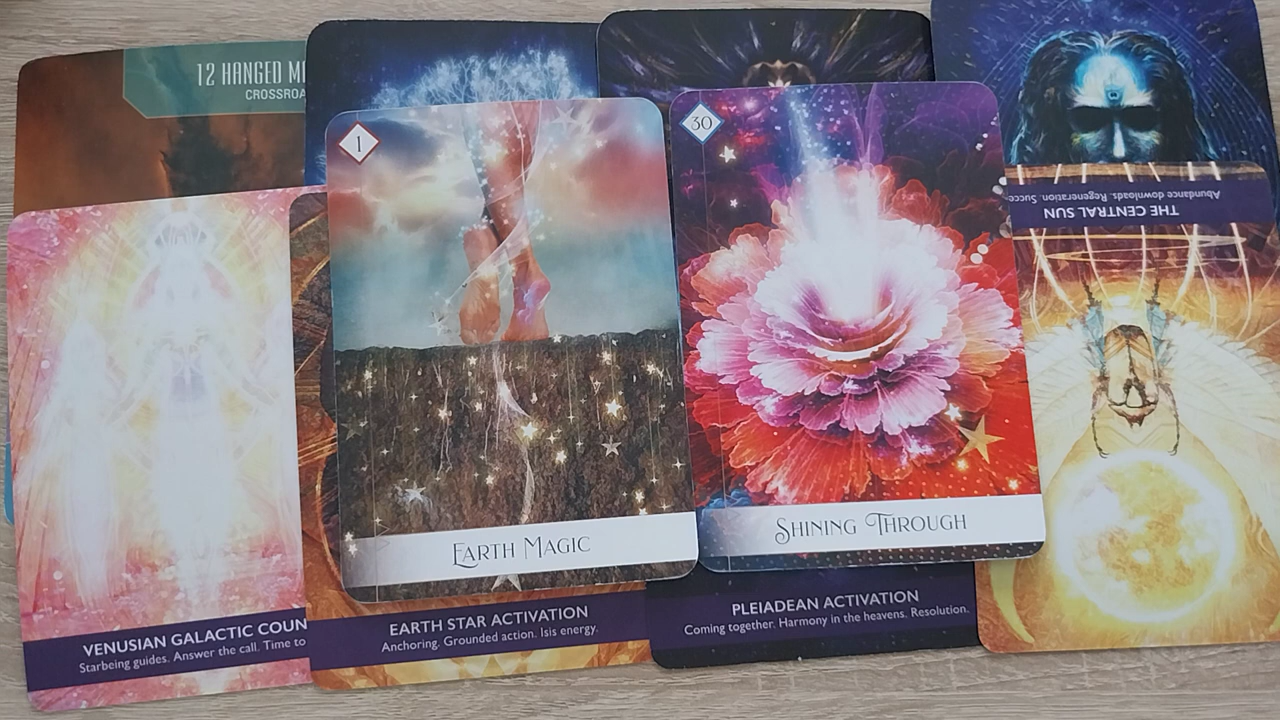 12 HANGED M
CROSSROA
1
30
Abundance downloads. Regeneration. Succe
THE CENTRAL SUN
EARTH MAGIC
SHINING THROUGH
VENUSIAN GALACTIC COUN
Starbeing guides. Answer the call. Time to
EARTH STAR ACTIVATION
Anchoring. Grounded action. Isis energy.
PLEIADEAN ACTIVATION
Coming together. Harmony in the heavens. Resolution.